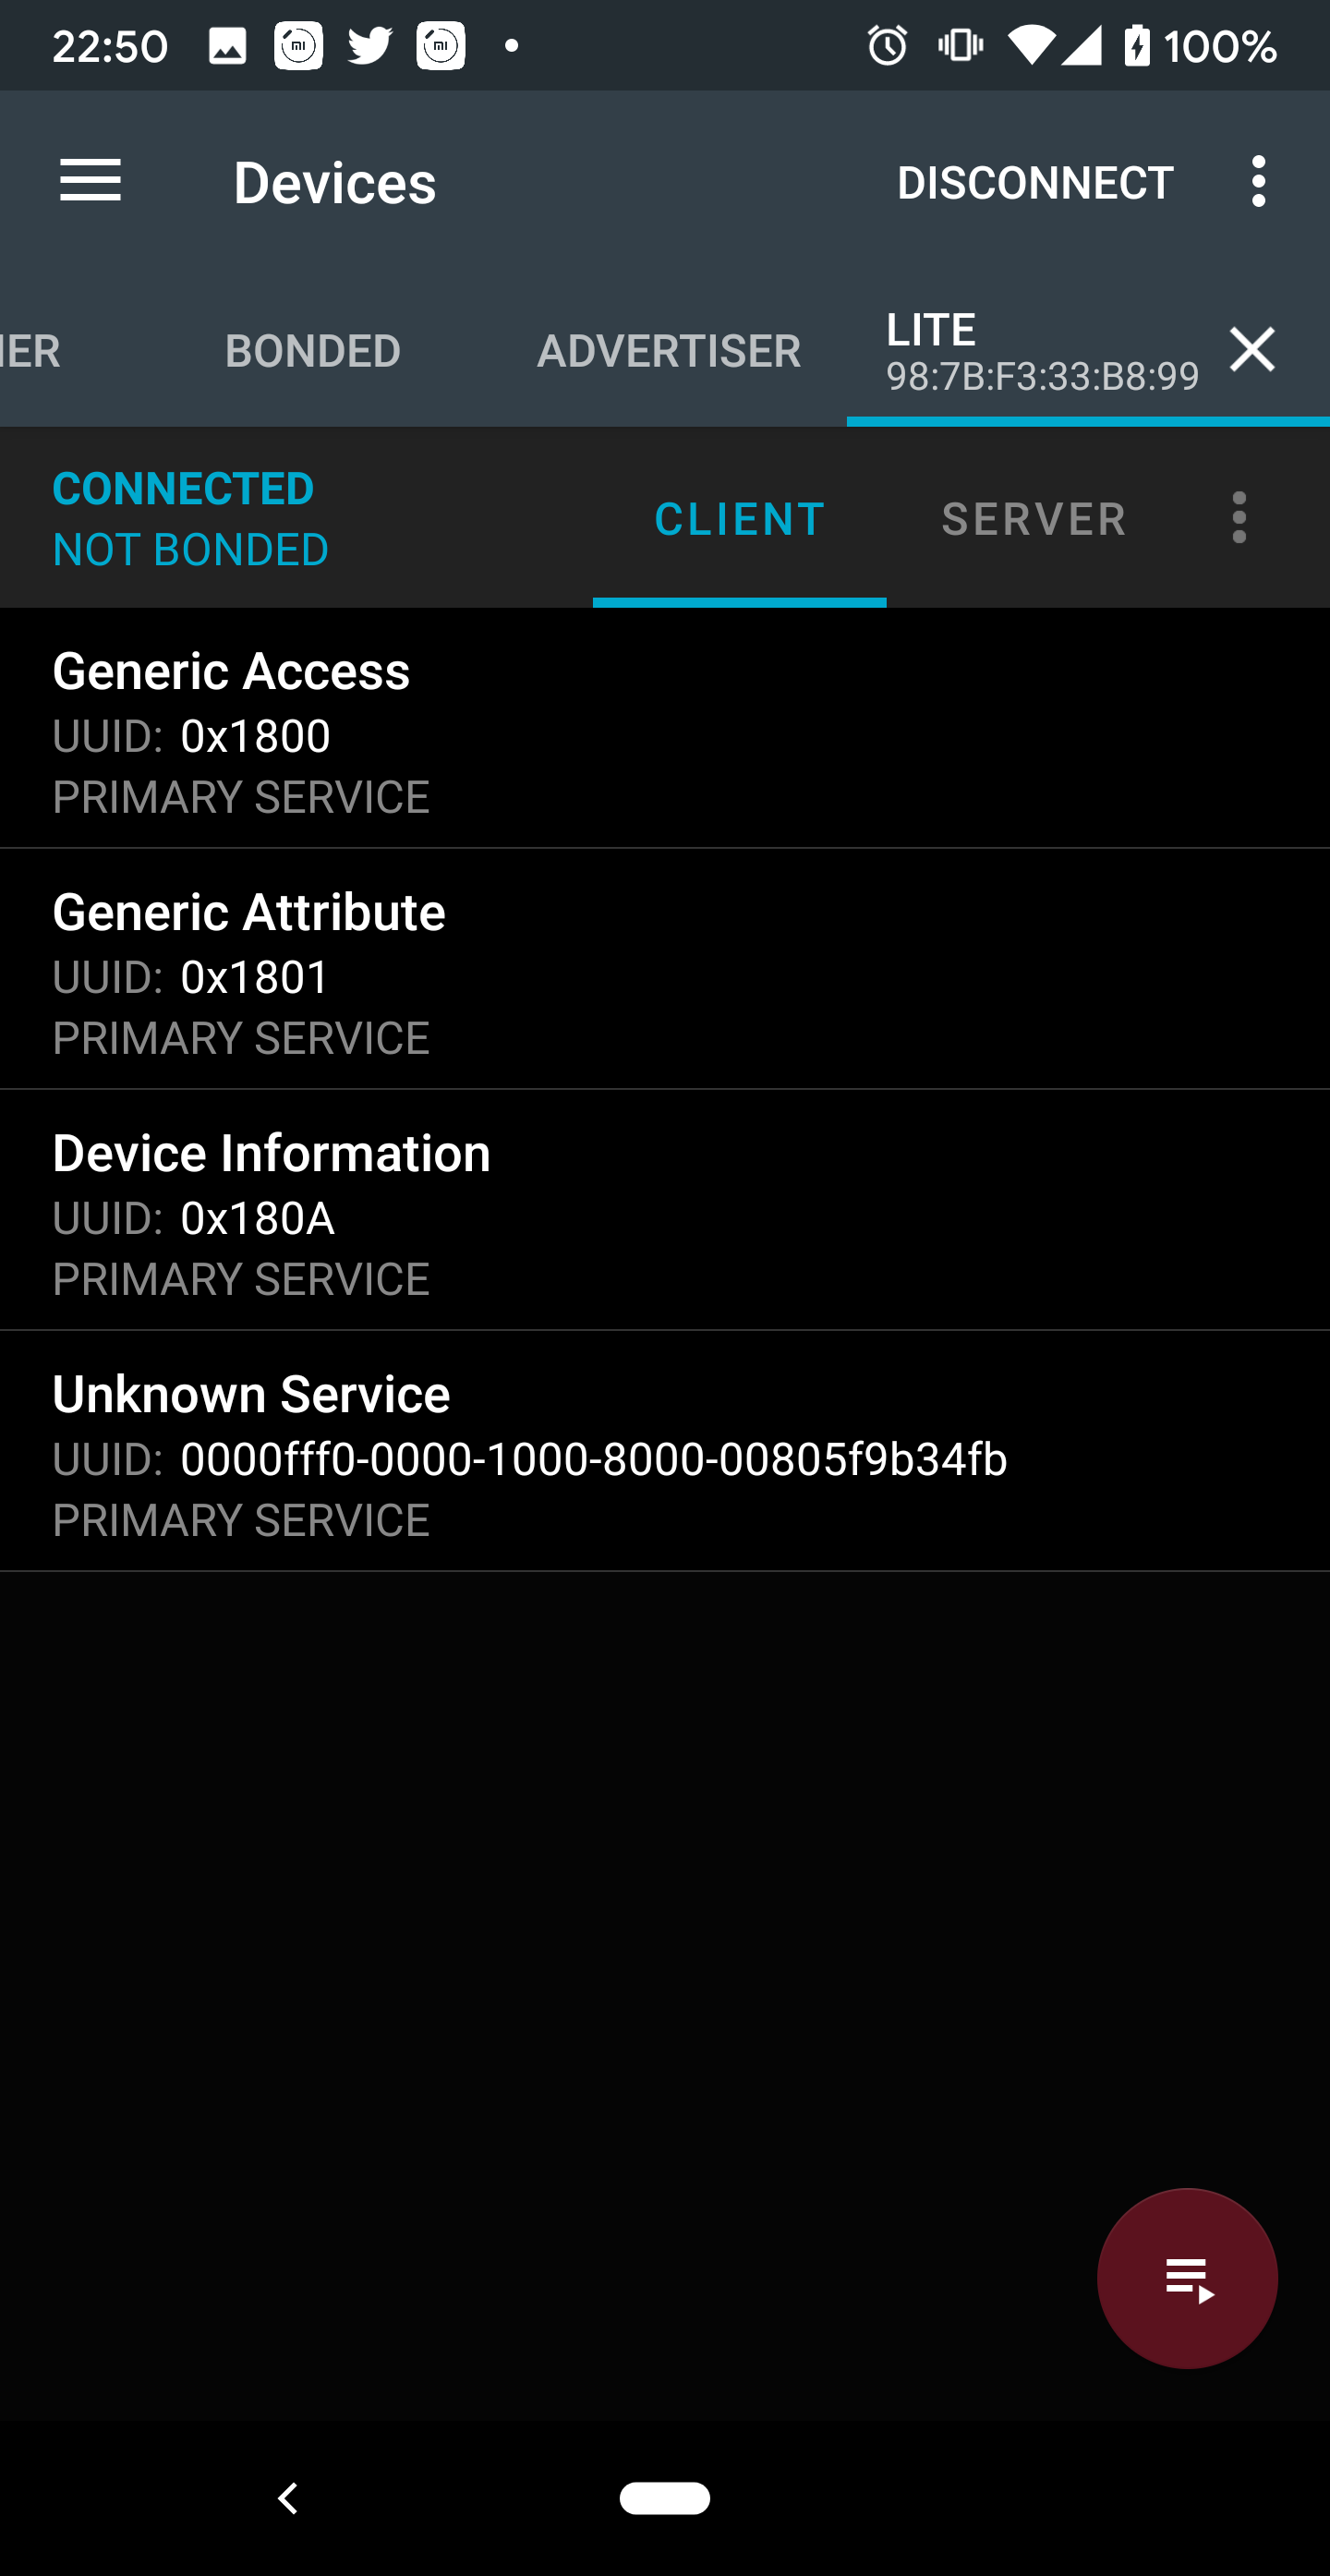 22:50
100%
Devices
DISCONNECT
IER
BONDED
ADVERTISER
LITE
98:7B:F3:33:B8:99
CONNECTED
NOT BONDED
CLIENT
SERVER
Generic Access
UUID: 0x1800
PRIMARY SERVICE
Generic Attribute
UUID: 0x1801
PRIMARY SERVICE
Device Information
UUID: 0x180A
PRIMARY SERVICE
Unknown Service
UUID: 0000fff0-0000-1000-8000-00805f9b34fb
PRIMARY SERVICE